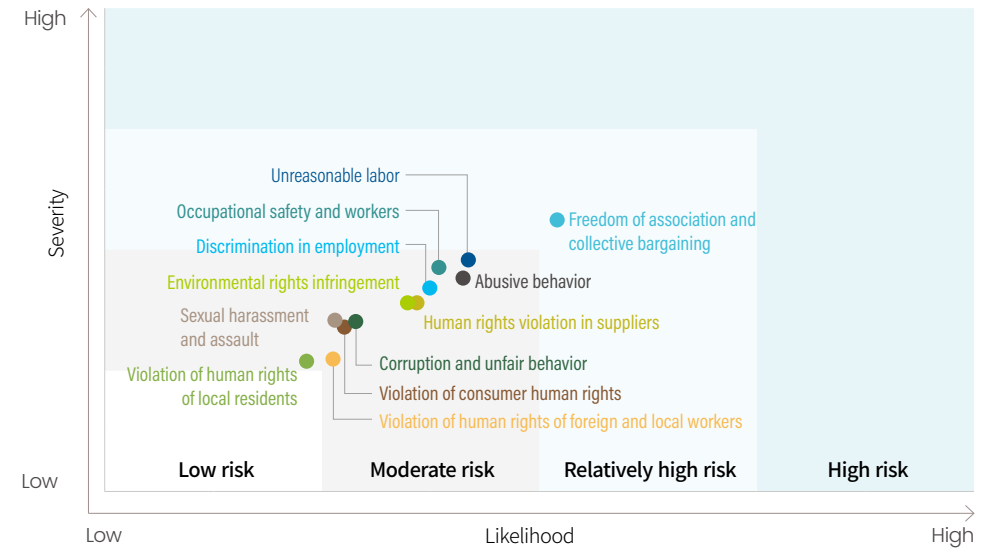 High
Severity
Unreasonable labor
Occupational safety and workers
Freedom of association and
collective bargaining
Discrimination in employment
Environmental rights infringement
Abusive behavior
Sexual harassment
and assault
Human rights violation in suppliers
Violation of human rights
of local residents
Corruption and unfair behavior
Violation of consumer human rights
Violation of human rights of foreign and local workers
Low risk
Moderate risk
Relatively high risk
High risk
Low
Low
Likelihood
High